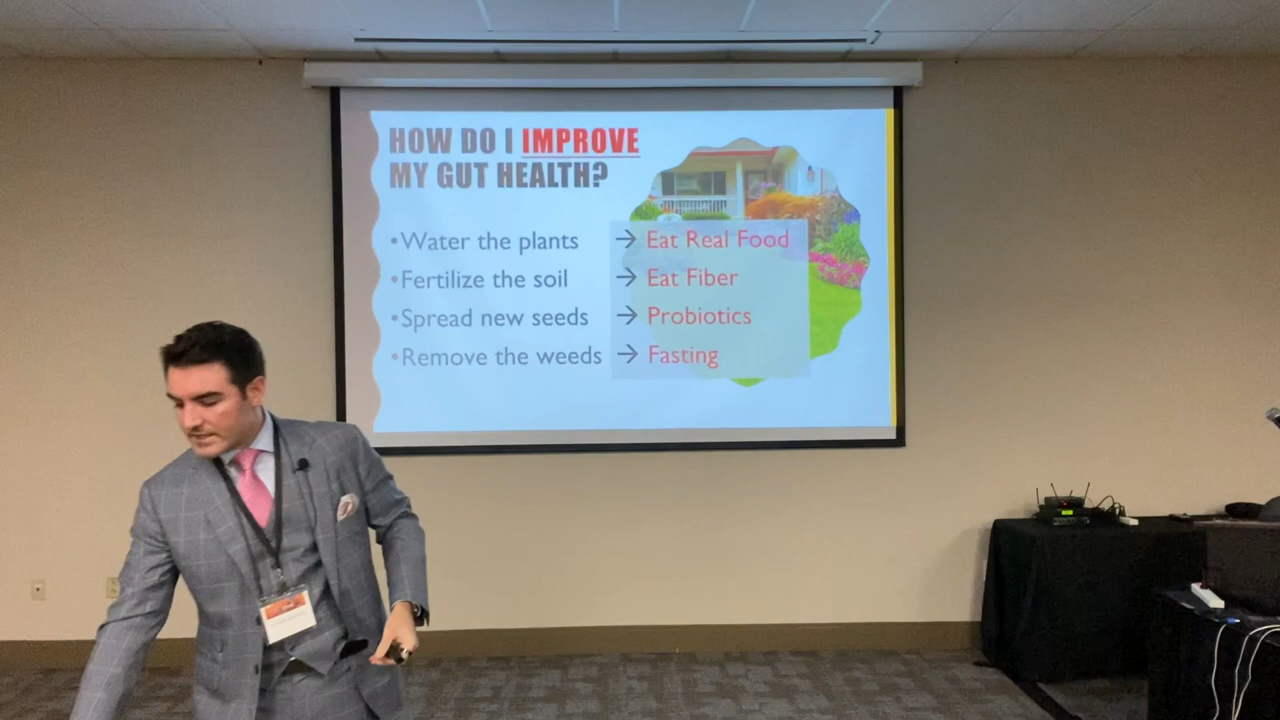 HOW DO I IMPROVE
MY GUT HEALTH?
•Water the plants → Eat Real Food
•Fertilize the soil → Eat Fiber
•Spread new seeds → Probiotics
•Remove the weeds → Fasting